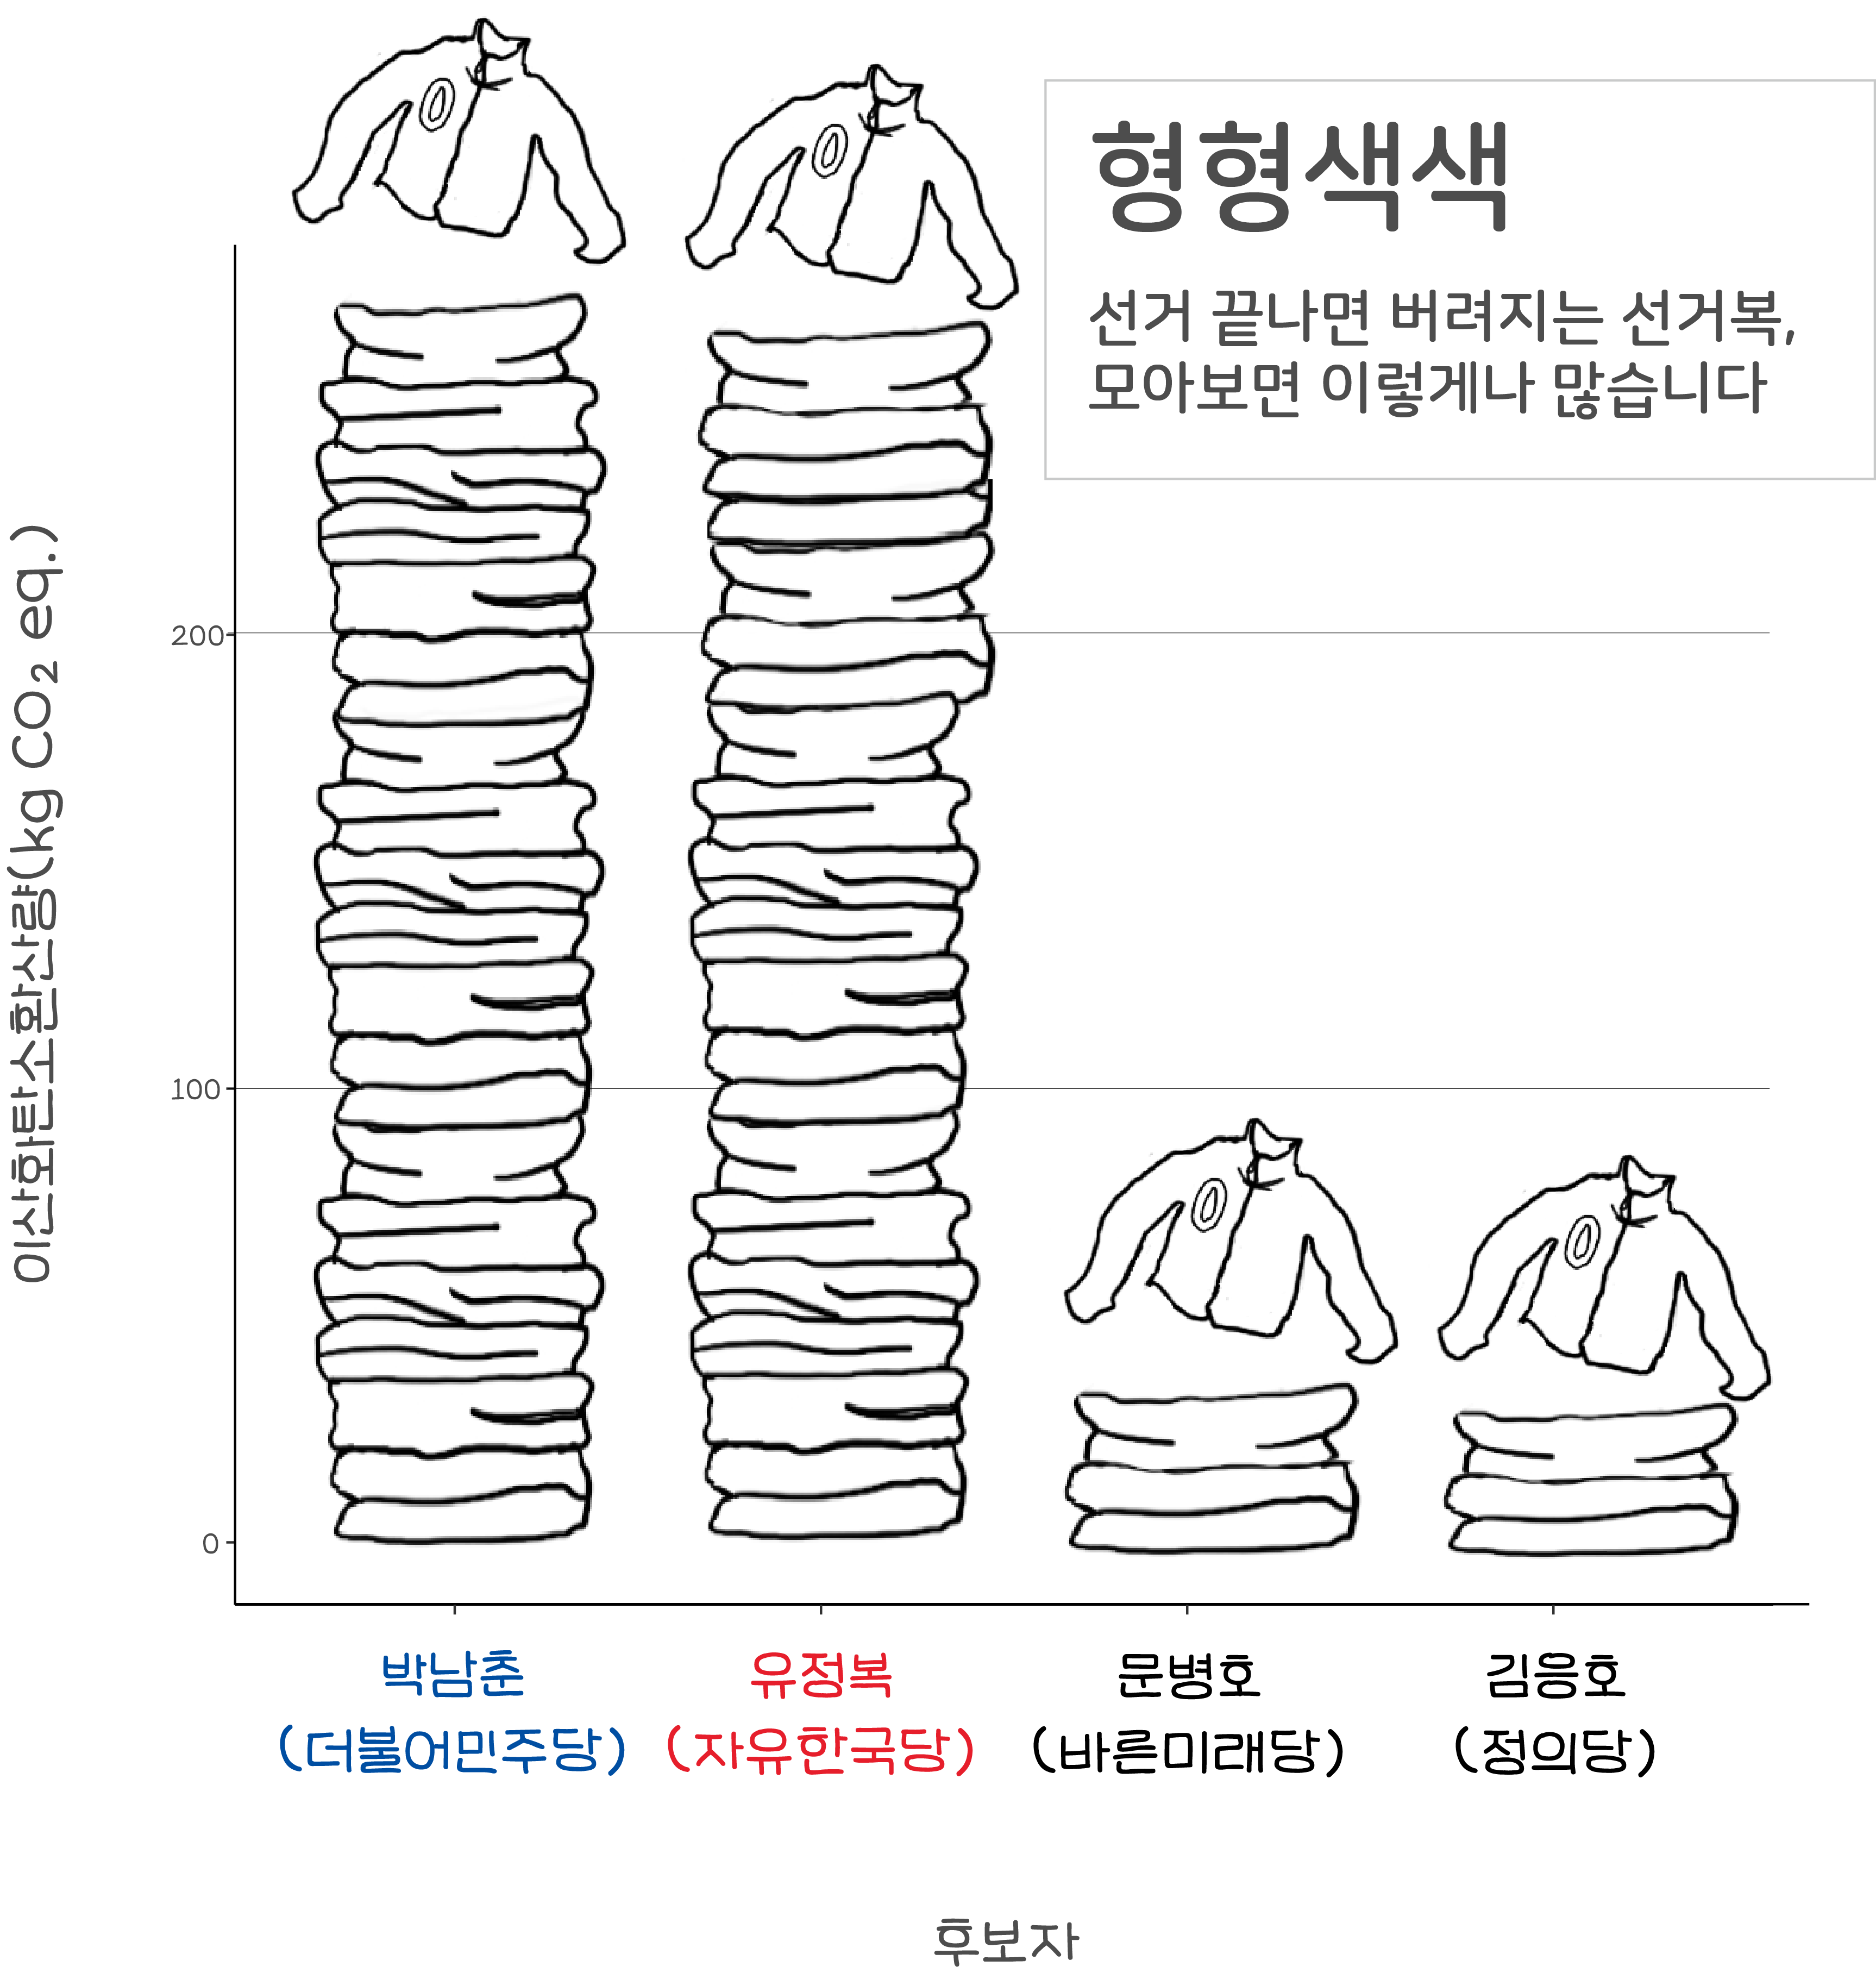 형형색색
선거 끝나면 버려지는 선거복,
모아보면 이렇게나 많습니다
이산화탄소환산량(kg CO₂ eq.)
200
100
0
박남춘
(더불어민주당)
유정복
(자유한국당)
문병호
(바른미래당)
김응호
(정의당)
후보자